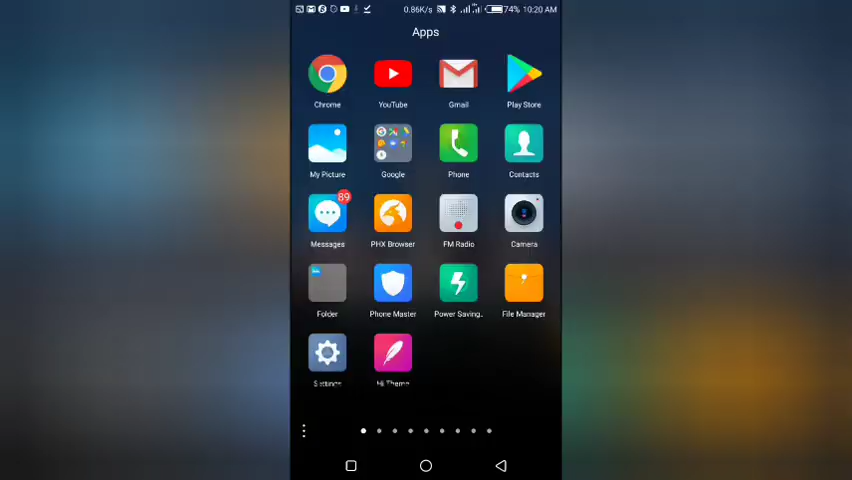 0.86K/s 74% 10:20 AM
Apps
Chrome YouTube Gmail Play Store
My Picture Google Phone Contacts
89
Messages PHX Browser FM Radio Camera
Folder Phone Master Power Saving.. File Manager
Settings Hi Theme